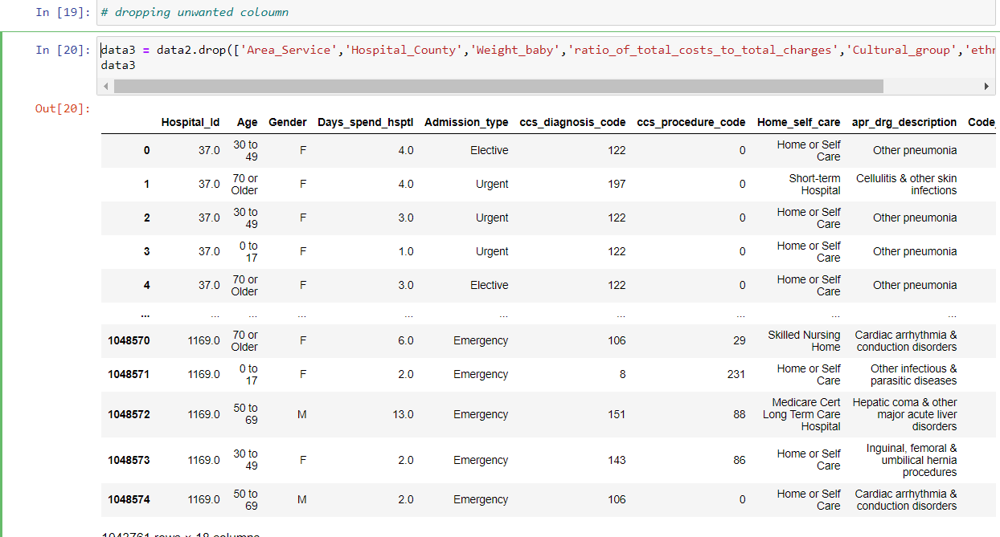 In [19]: # dropping unwanted coloumn
In [20]: data3 = data2.drop(['Area_Service','Hospital_County','Weight_baby','ratio_of_total_costs_to_total_charges','Cultural_group','ethn
data3
Out[20]:
Hospital_Id Age Gender Days_spend_hsptl Admission_type ccs_diagnosis_code ccs_procedure_code Home_self_care apr_drg_description Code_
0 37.0 30 to 49 F 4.0 Elective 122 0 Home or Self Care Other pneumonia
1 37.0 70 or Older F 4.0 Urgent 197 0 Short-term Hospital Cellulitis & other skin infections
2 37.0 30 to 49 F 3.0 Urgent 122 0 Home or Self Care Other pneumonia
3 37.0 0 to 17 F 1.0 Urgent 122 0 Home or Self Care Other pneumonia
4 37.0 70 or Older F 3.0 Elective 122 0 Home or Self Care Other pneumonia
... ... ... ... ... ... ... ... ... ...
1048570 1169.0 70 or Older F 6.0 Emergency 106 29 Skilled Nursing Home Cardiac arrhythmia & conduction disorders
1048571 1169.0 0 to 17 F 2.0 Emergency 8 231 Home or Self Care Other infectious & parasitic diseases
1048572 1169.0 50 to 69 M 13.0 Emergency 151 88 Medicare Cert Long Term Care Hospital Hepatic coma & other major acute liver disorders
1048573 1169.0 30 to 49 F 2.0 Emergency 143 86 Home or Self Care Inguinal, femoral & umbilical hernia procedures
1048574 1169.0 50 to 69 M 2.0 Emergency 106 0 Home or Self Care Cardiac arrhythmia & conduction disorders
1043761 rows × 18 columns